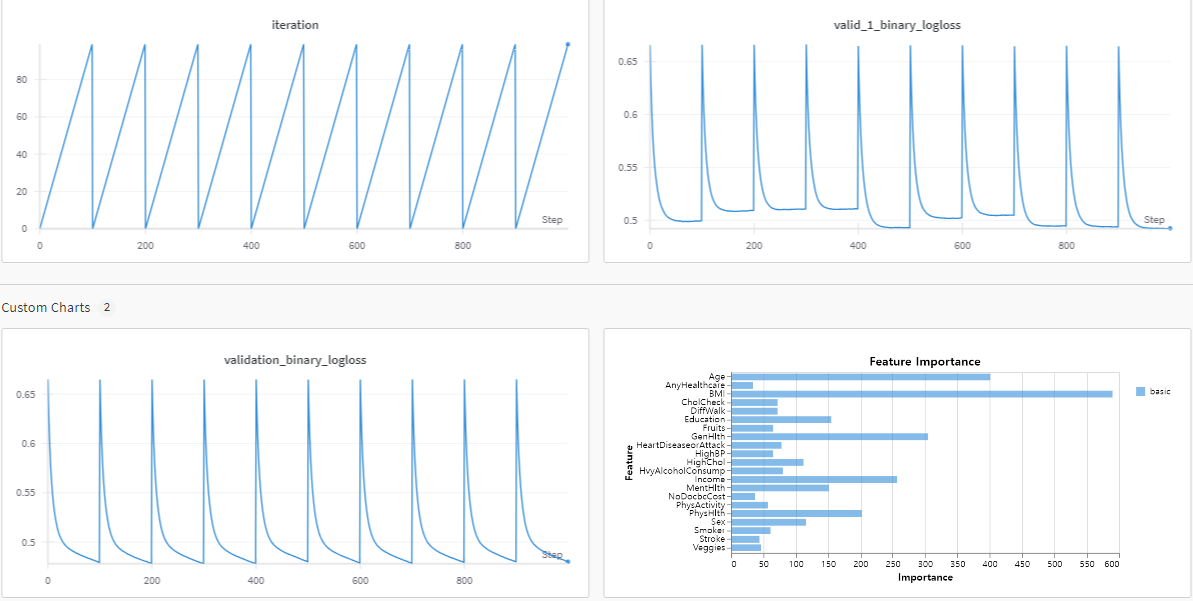 iteration
80
60
40
20
0
Step
0 200 400 600 800
valid_1_binary_logloss
0.65
0.6
0.55
0.5
Step
0 200 400 600 800
Custom Charts 2
validation_binary_logloss
0.65
0.6
0.55
0.5
Step
0 200 400 600 800
Feature Importance
Feature
Age
AnyHealthcare
BMI
CholCheck
DiffWalk
Education
Fruits
GenHlth
HeartDiseaseorAttack
HighBP
HighChol
HvyAlcoholConsump
Income
MentHlth
NoDocbcCost
PhysActivity
PhysHlth
Sex
Smoker
Stroke
Veggies
0 50 100 150 200 250 300 350 400 450 500 550 600
Importance
basic